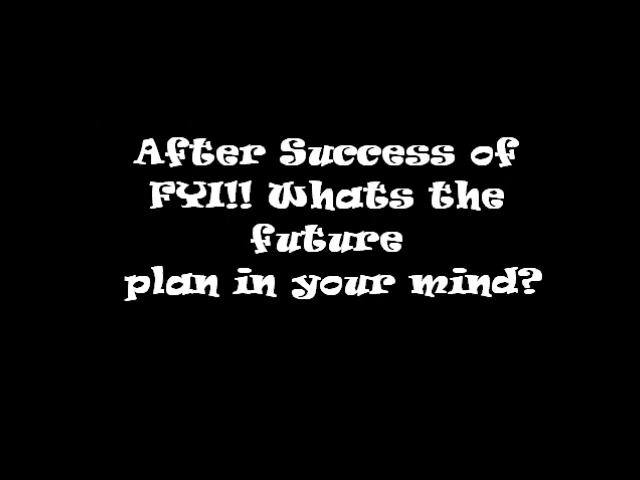 After Success of
FYI!! Whats the
future
plan in your mind?